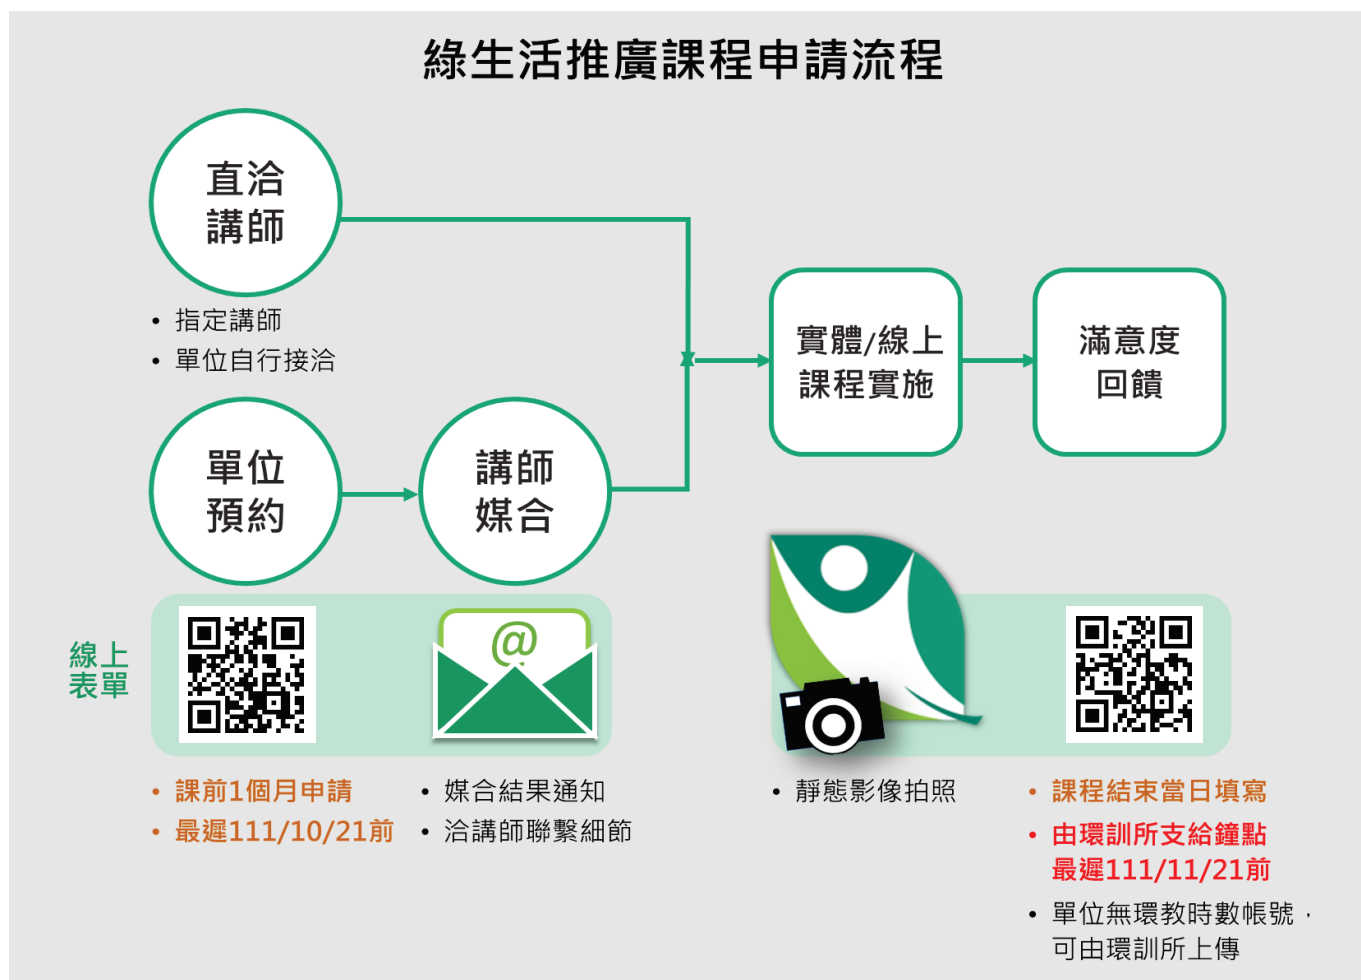 綠生活推廣課程申請流程
直洽
講師
• 指定講師
• 單位自行接洽
單位
預約
講師
媒合
實體/線上
課程實施
滿意度
回饋
線上
表單
@
• 課前1個月申請
• 最遲111/10/21前
• 媒合結果通知
• 洽講師聯繫細節
• 靜態影像拍照
• 課程結束當日填寫
• 由環訓所支給鐘點
最遲111/11/21前
• 單位無環教時數帳號，
可由環訓所上傳